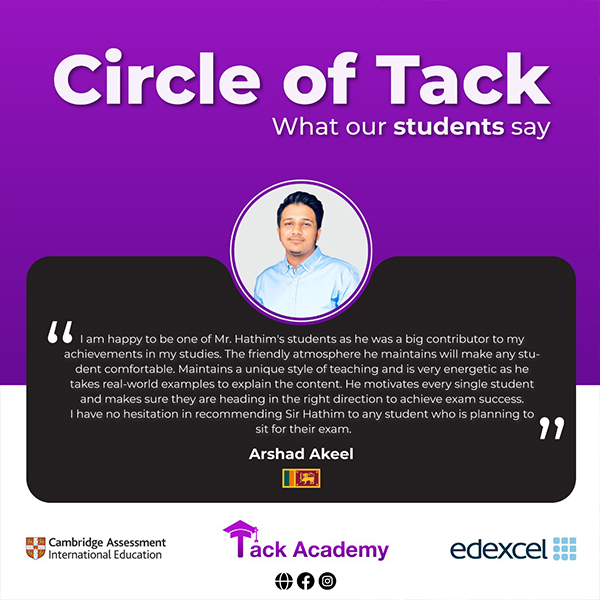 Circle of Tack
What our students say
“ I am happy to be one of Mr. Hathim's students as he was a big contributor to my
achievements in my studies. The friendly atmosphere he maintains will make any stu-
dent comfortable. Maintains a unique style of teaching and is very energetic as he
takes real-world examples to explain the content. He motivates every single student
and makes sure they are heading in the right direction to achieve exam success.
I have no hesitation in recommending Sir Hathim to any student who is planning to
sit for their exam. ”
Arshad Akeel
Cambridge Assessment
International Education
Tack Academy
edexcel